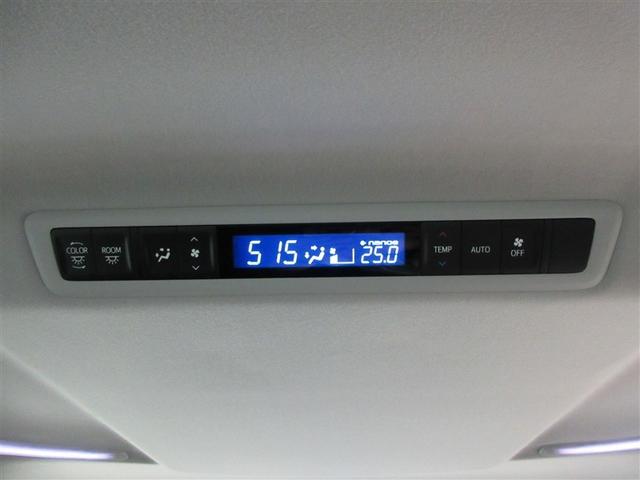 COLOR
ROOM
5 15
nanoe
25.0
TEMP
AUTO
OFF